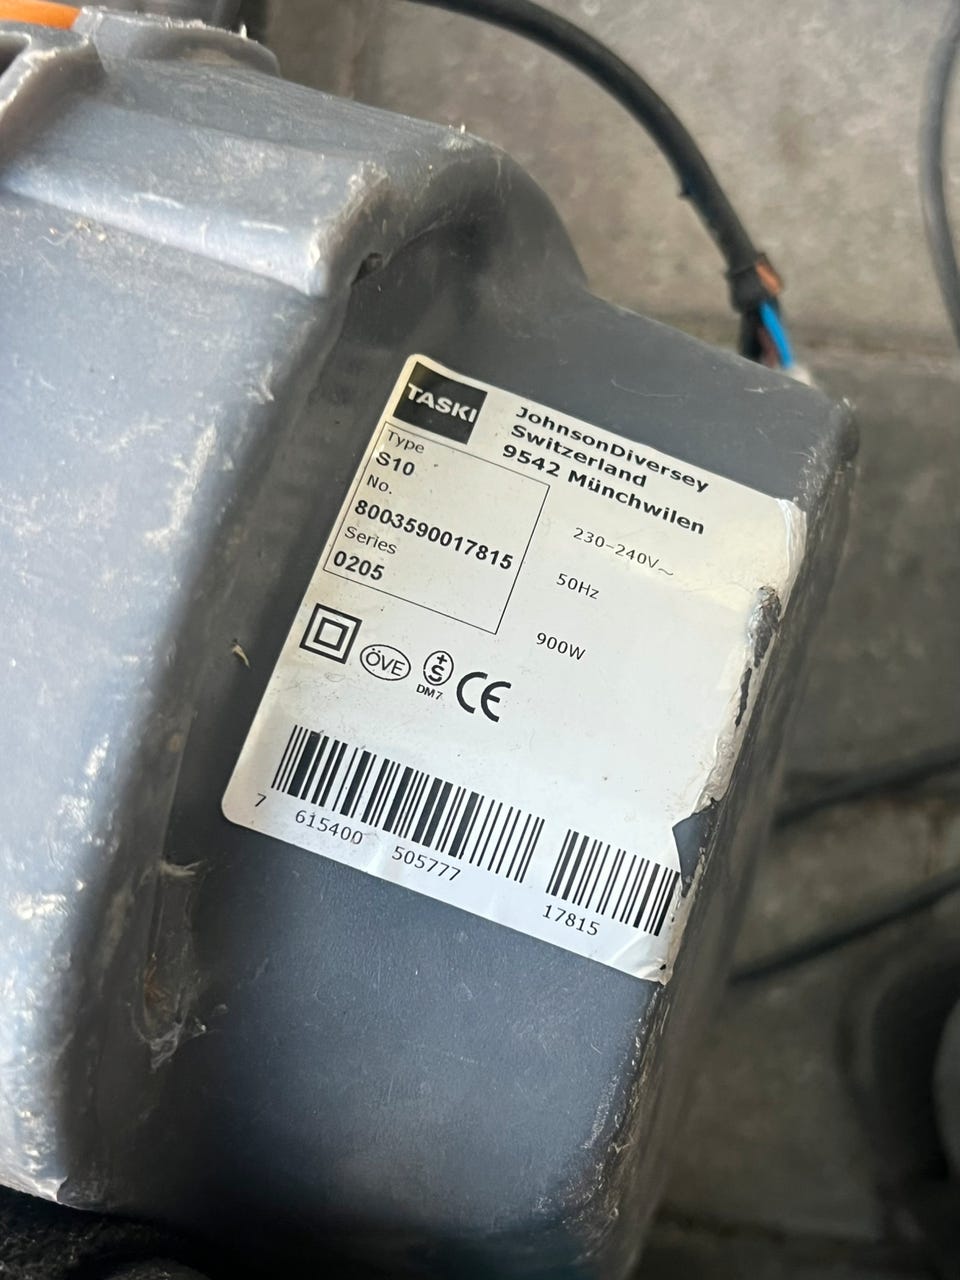 TASKI
JohnsonDiversey
Switzerland
9542 Münchwilen
Type
S10
No.
8003590017815
Series
0205
230-240V~
50Hz
900W
ÖVE
+S
DM7
CE
7 615400 505777
17815